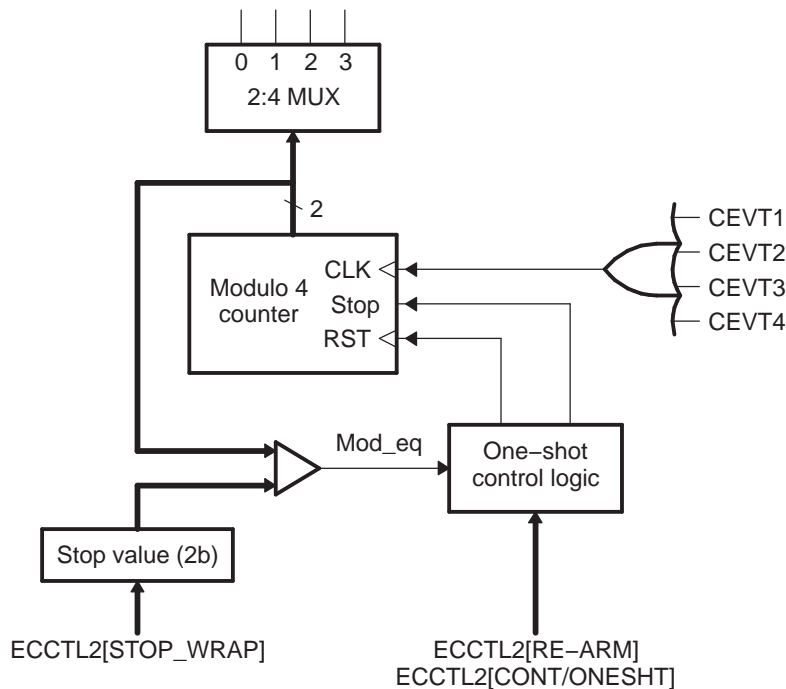 0 1 2 3
2:4 MUX
2
CEVT1
CEVT2
CEVT3
CEVT4
Modulo 4
counter
CLK
Stop
RST
Mod_eq
One−shot
control logic
Stop value (2b)
ECCTL2[STOP_WRAP]
ECCTL2[RE−ARM]
ECCTL2[CONT/ONESHT]